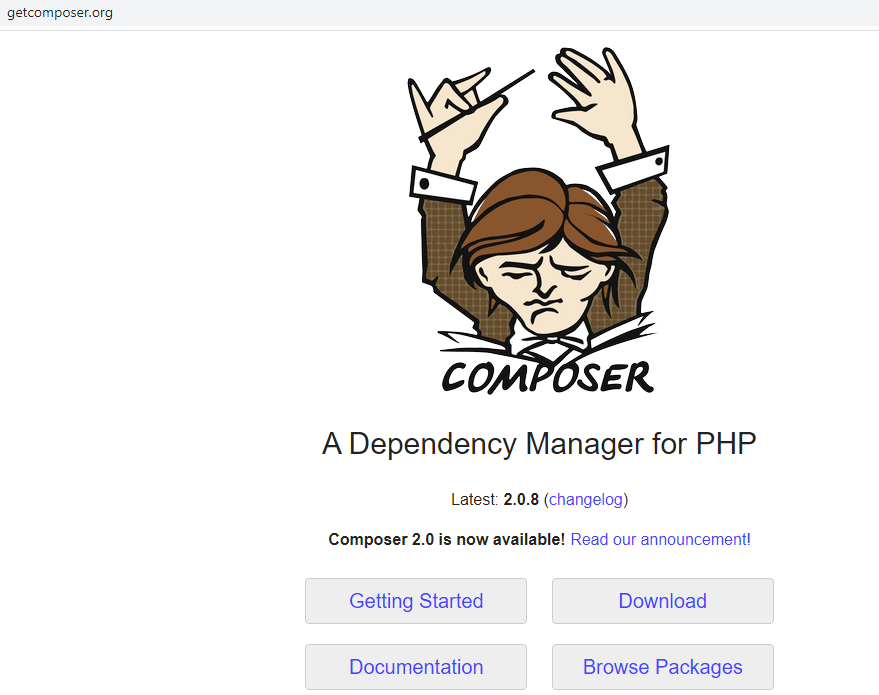 getcomposer.org
COMPOSER
A Dependency Manager for PHP
Latest: 2.0.8 (changelog)
Composer 2.0 is now available! Read our announcement!
Getting Started Download
Documentation Browse Packages